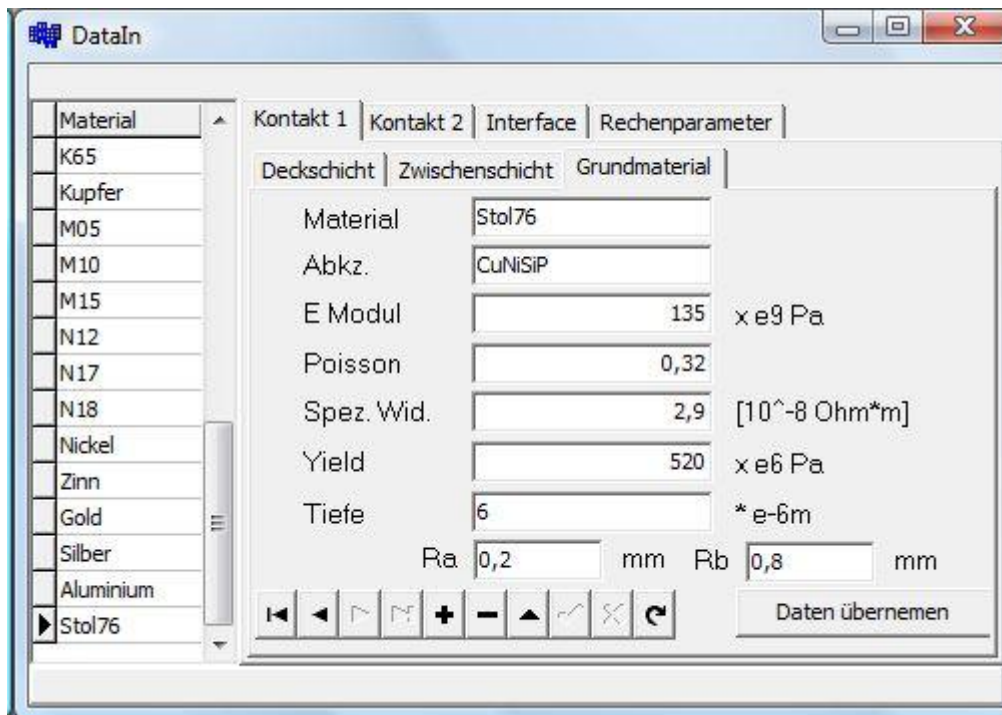 DataIn
Material
K65
Kupfer
M05
M10
M15
N12
N17
N18
Nickel
Zinn
Gold
Silber
Aluminium
Stol76
Kontakt 1 Kontakt 2 Interface Rechenparameter
Deckschicht Zwischenschicht Grundmaterial
Material Stol76
Abkz. CuNiSiP
E Modul 135 x e9 Pa
Poisson 0,32
Spez. Wid. 2,9 [10^-8 Ohm*m]
Yield 520 x e6 Pa
Tiefe 6 * e-6m
Ra 0,2 mm Rb 0,8 mm
Daten übernemen